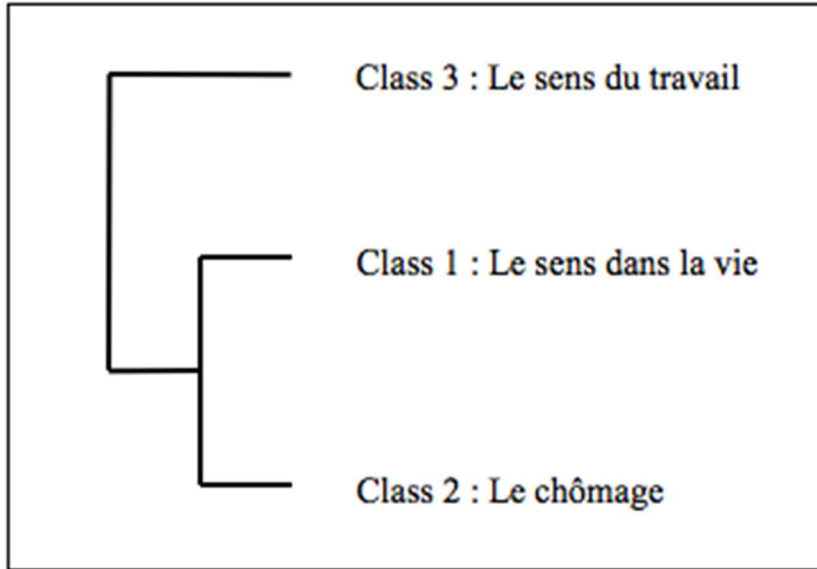 Class 3 : Le sens du travail
Class 1 : Le sens dans la vie
Class 2 : Le chômage